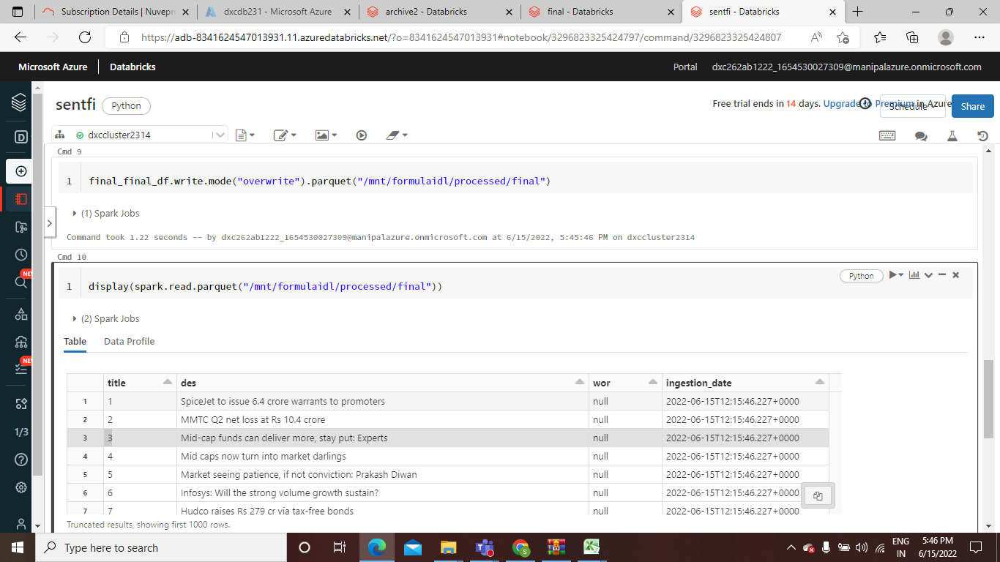 Subscription Details | Nuvepr
dxcdb231 - Microsoft Azure
archive2 - Databricks
final - Databricks
sentfi - Databricks
https://adb-8341624547013931.11.azuredatabricks.net/?o=8341624547013931#notebook/3296823325424797/command/3296823325424807
Microsoft Azure Databricks Portal dxc262ab1222_1654530027309@manipalazure.onmicrosoft.com
sentfi Python
Free trial ends in 14 days. Upgrade to Premium in Azure
Schedule
Share
dxccluster2314
Cmd 9
1 final_final_df.write.mode("overwrite").parquet("/mnt/formulaidl/processed/final")
(1) Spark Jobs
Command took 1.22 seconds -- by dxc262ab1222_1654530027309@manipalazure.onmicrosoft.com at 6/15/2022, 5:45:46 PM on dxccluster2314
Cmd 10
Python
1 display(spark.read.parquet("/mnt/formulaidl/processed/final"))
(2) Spark Jobs
Table Data Profile
title des wor ingestion_date
1 1 SpiceJet to issue 6.4 crore warrants to promoters null 2022-06-15T12:15:46.227+0000
2 2 MMTC Q2 net loss at Rs 10.4 crore null 2022-06-15T12:15:46.227+0000
3 3 Mid-cap funds can deliver more, stay put: Experts null 2022-06-15T12:15:46.227+0000
4 4 Mid caps now turn into market darlings null 2022-06-15T12:15:46.227+0000
5 5 Market seeing patience, if not conviction: Prakash Diwan null 2022-06-15T12:15:46.227+0000
6 6 Infosys: Will the strong volume growth sustain? null 2022-06-15T12:15:46.227+0000
7 7 Hudco raises Rs 279 cr via tax-free bonds null 2022-06-15T12:15:46.227+0000
Truncated results, showing first 1000 rows.
D
NE
NE
1/3
Type here to search
ENG
IN
5:46 PM
6/15/2022